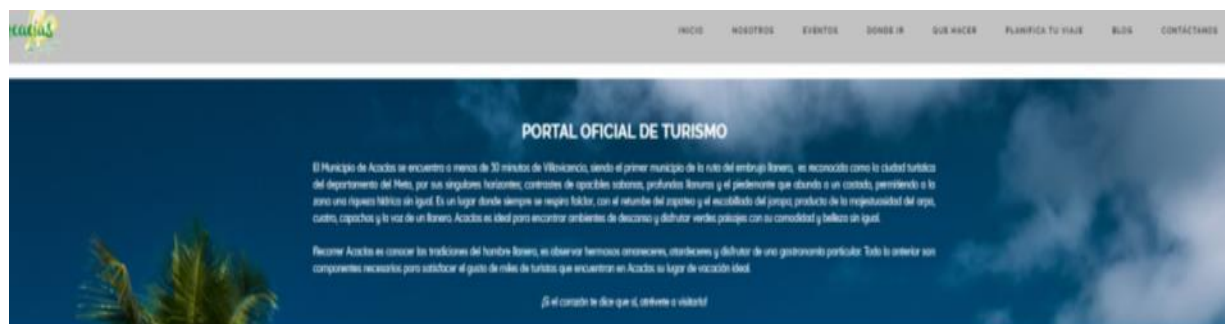 acacías
INICIO NOSOTROS EVENTOS DONDE IR QUE HACER PLANIFICA TU VIAJE BLOG CONTÁCTANOS
PORTAL OFICIAL DE TURISMO
El Municipio de Acacías se encuentra a menos de 30 minutos de Villavicencio, siendo el primer municipio de la ruta del embrujo llanero, es reconocido como la ciudad turística
del departamento del Meta, por sus singulares horizontes; contrastes de apacibles sabanas, profundas llanuras y el piedemonte que abunda a un costado, permitiendo a la
zona una riqueza hídrica sin igual. Es un lugar donde siempre se respira folclor, con el retumbe del zapateo y el escobillado del joropo, producto de la majestuosidad del arpa,
cuatro, capachos y la voz de un llanero. Acacías es ideal para encontrar ambientes de descanso y disfrutar verdes paisajes con su comodidad y belleza sin igual.
Recorrer Acacías es conocer las tradiciones del hombre llanero, es observar hermosos amaneceres, atardeceres y disfrutar de una gastronomía particular. Todo lo anterior son
componentes necesarios para satisfacer el gusto de miles de turistas que encuentran en Acacías su lugar de vacación ideal.
¡Si el corazón te dice que sí, atrévete a visitarla!